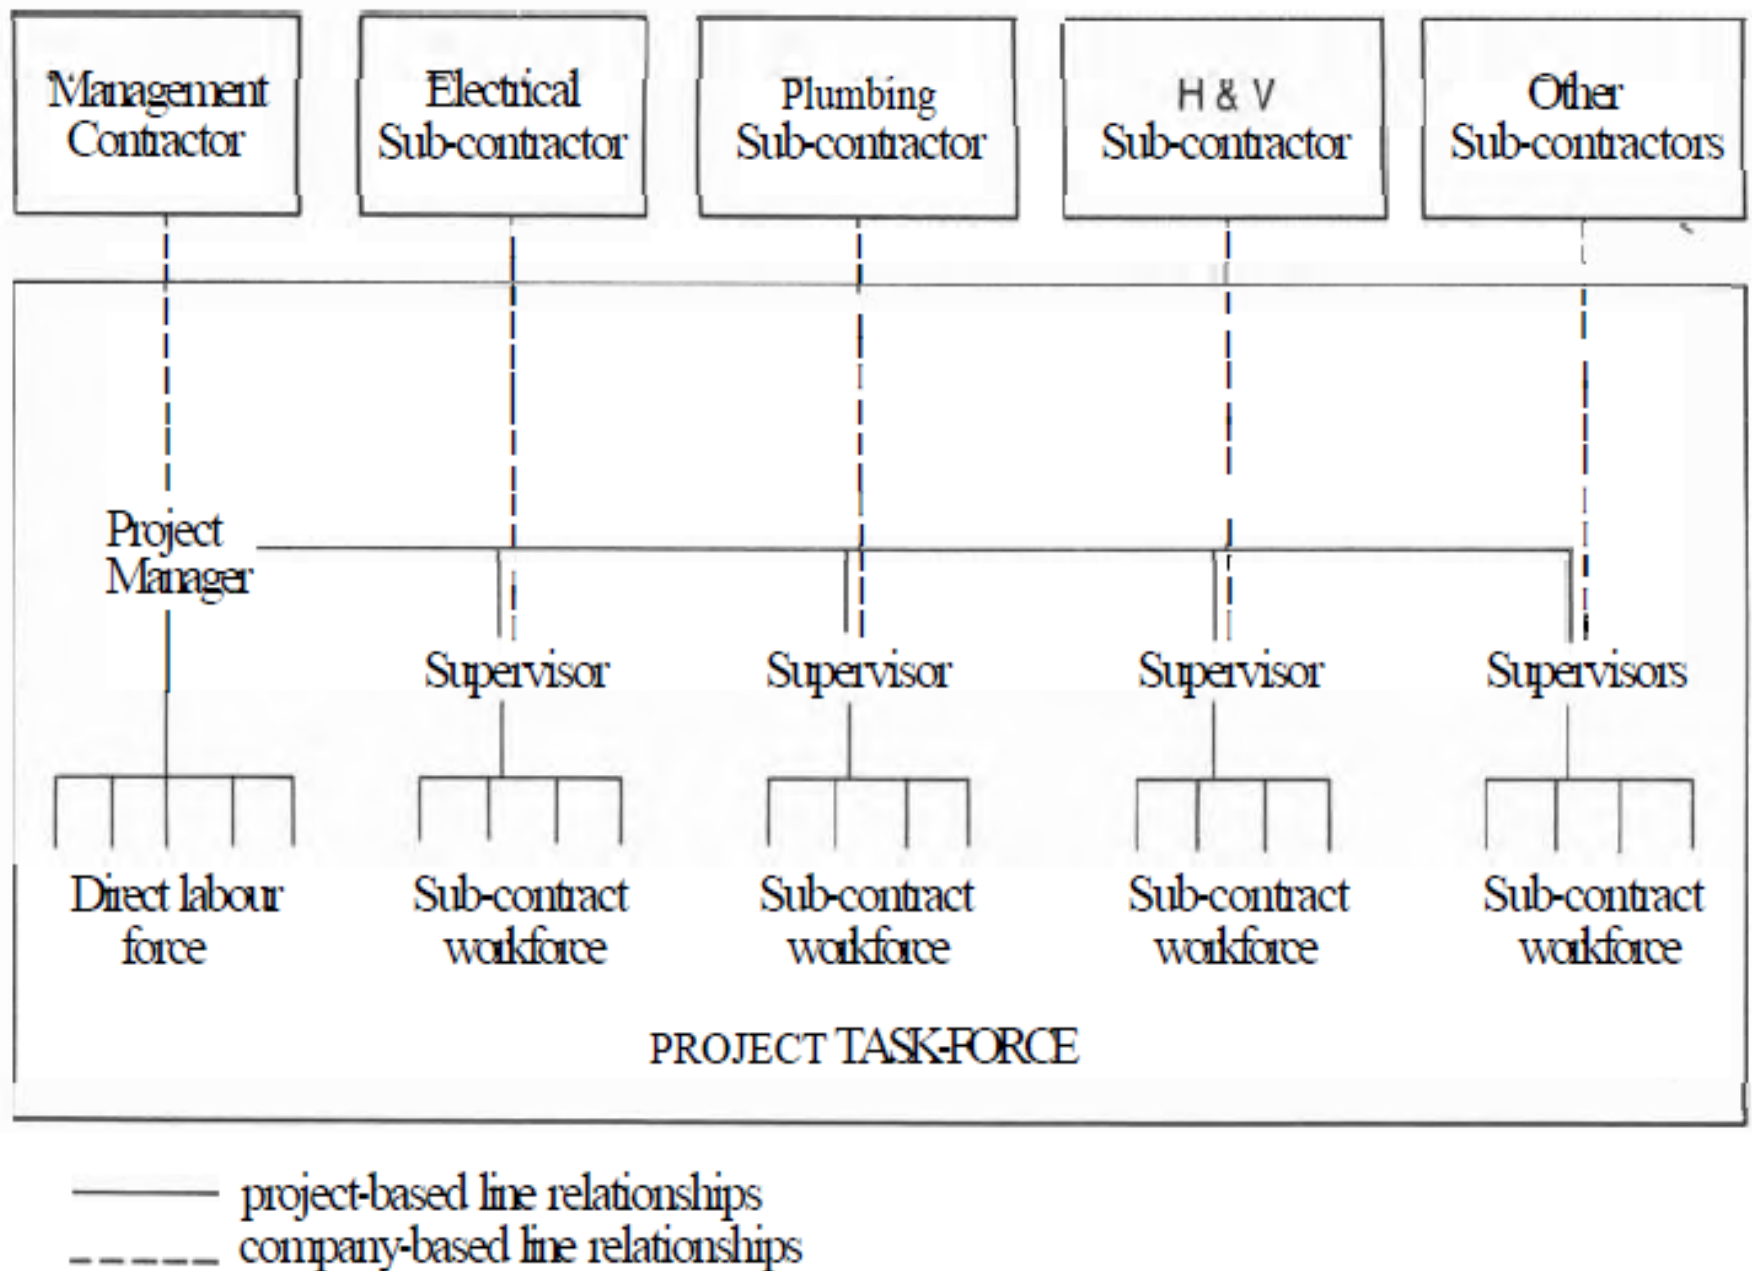 Management
Contractor
Electrical
Sub-contractor
Plumbing
Sub-contractor
H & V
Sub-contractor
Other
Sub-contractors
Project
Manager
Supervisor
Supervisor
Supervisor
Supervisors
Direct labour
force
Sub-contract
workforce
Sub-contract
workforce
Sub-contract
workforce
Sub-contract
workforce
PROJECT TASK-FORCE
project-based line relationships
company-based line relationships